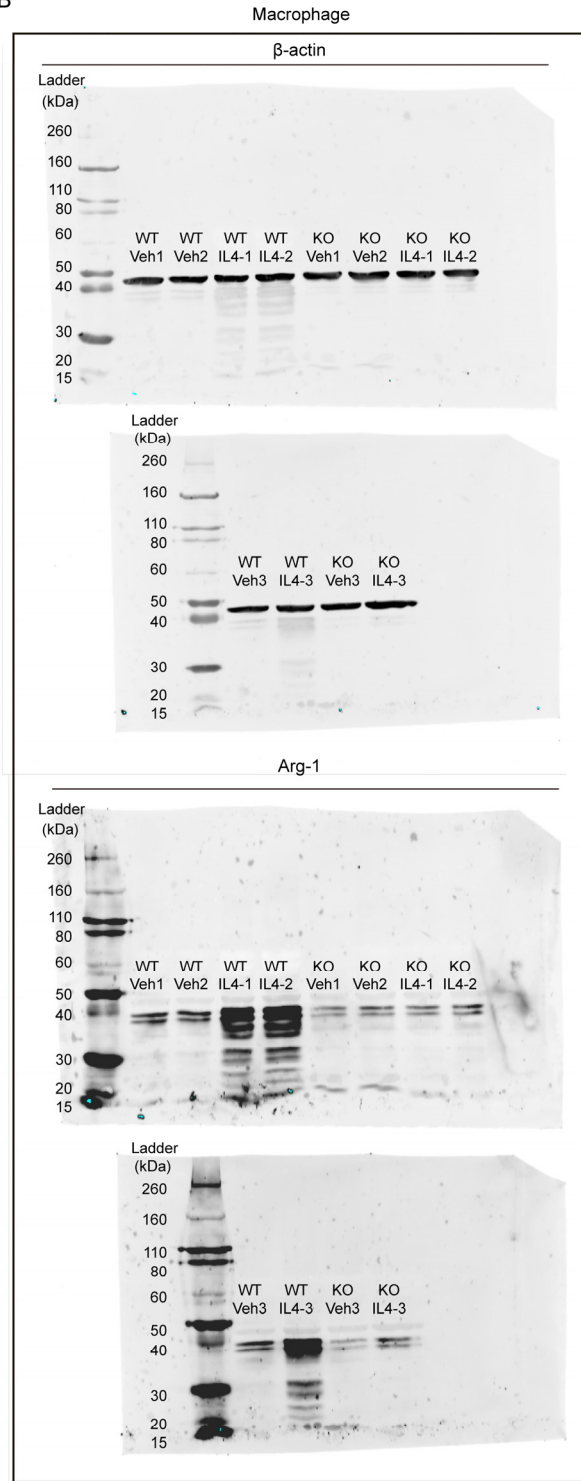 B
Macrophage
β-actin
Ladder
(kDa)
260
160
110
80
60
50
40
30
20
15
WT WT WT WT KO KO KO KO
Veh1 Veh2 IL4-1 IL4-2 Veh1 Veh2 IL4-1 IL4-2
Ladder
(kDa)
260
160
110
80
60
50
40
30
20
15
WT WT KO KO
Veh3 IL4-3 Veh3 IL4-3
Arg-1
Ladder
(kDa)
260
160
110
80
60
50
40
30
20
15
WT WT WT WT KO KO KO KO
Veh1 Veh2 IL4-1 IL4-2 Veh1 Veh2 IL4-1 IL4-2
Ladder
(kDa)
260
160
110
80
60
50
40
30
20
15
WT WT KO KO
Veh3 IL4-3 Veh3 IL4-3